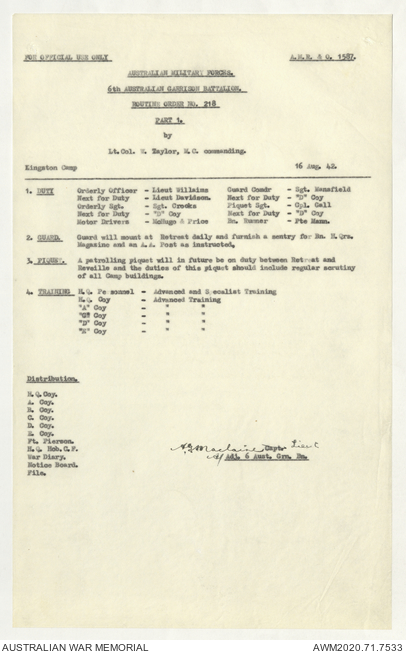 FOR OFFICIAL USE ONLY
A.M.R. & O. 1587.
AUSTRALIAN MILITARY FORCES.
6th AUSTRALIAN GARRISON BATTALION.
ROUTINE ORDER NO. 218
PART 1.
by
Lt.Col. W. Taylor, M.C. commanding.
Kingston Camp 16 Aug. 42.
1. DUTY Orderly Officer - Lieut Willaims Guard Comdr - Sgt. Mansfield
Next for Duty - Lieut Davidson. Next for Duty - "D" Coy
Orderly Sgt. - Sgt. Crooks Piquet Sgt. - Cpl. Call
Next for Duty - "D" Coy Next for Duty - "D" Coy
Motor Drivers - McHugo & Price Bn. Runner - Pte Mann.
2. GUARD. Guard will mount at Retreat daily and furnish a sentry for Bn. H.Qrs.
Magazine and an A.A. Post as instructed.
3. PIQUET. A patrolling piquet will in future be on duty between Retreat and
Reveille and the duties of this piquet should include regular scrutiny
of all Camp buildings.
4. TRAINING H.Q. Personnel - Advanced and Specalist Training
H.Q. Coy - Advanced Training
"A" Coy - " "
"C" Coy - " "
"D" Coy - " "
"E" Coy - " "
Distribution.
H.Q.Coy.
A. Coy.
B. Coy.
C. Coy.
D. Coy.
E. Coy.
Ft. Pierson.
H.Q. Hob.C.F.
War Diary.
Notice Board.
File.
Maclaine Capt. Lieut
A/ Adj. 6 Aust. Grn. Bn.
AUSTRALIAN WAR MEMORIAL
AWM2020.71.7533